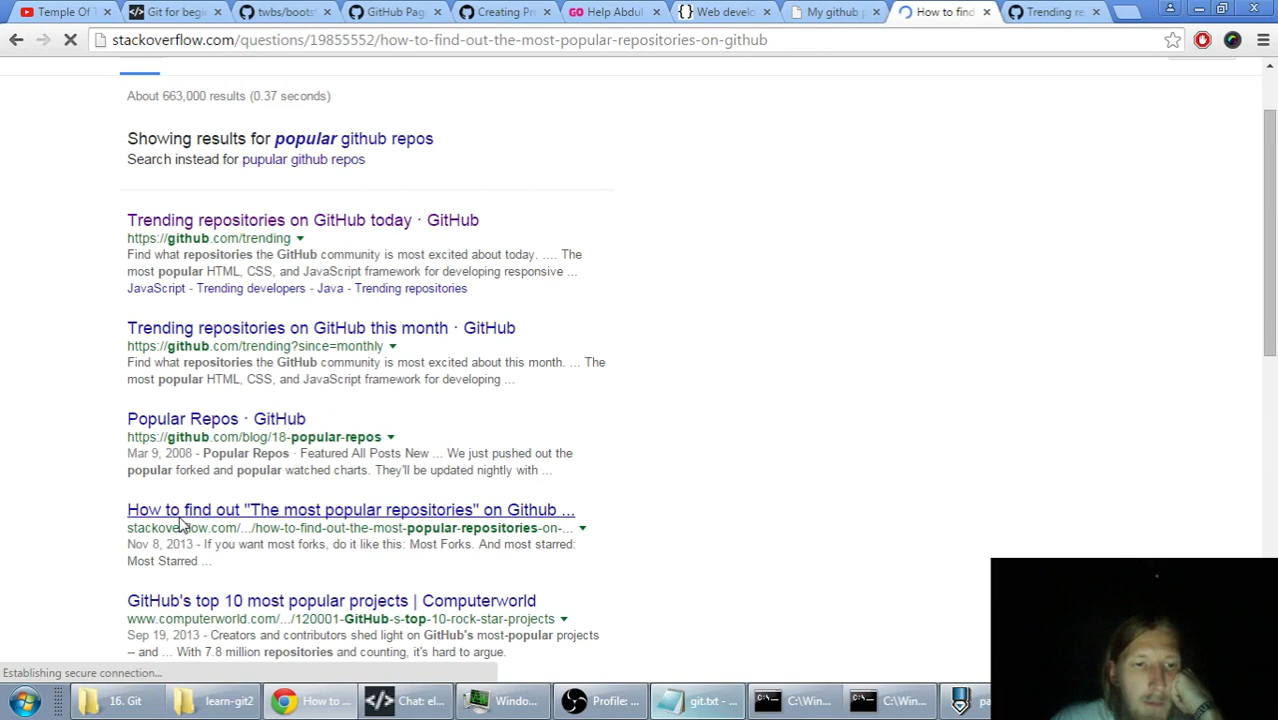 Temple Of T
Git for begi
twbs/boots
GitHub Pag
Creating Pr
Help Abdul
Web develo
My github p
How to find
Trending re
stackoverflow.com/questions/19855552/how-to-find-out-the-most-popular-repositories-on-github
About 663,000 results (0.37 seconds)
Showing results for popular github repos
Search instead for pupular github repos
Trending repositories on GitHub today · GitHub
https://github.com/trending
Find what repositories the GitHub community is most excited about today. .... The
most popular HTML, CSS, and JavaScript framework for developing responsive ...
JavaScript - Trending developers - Java - Trending repositories
Trending repositories on GitHub this month · GitHub
https://github.com/trending?since=monthly
Find what repositories the GitHub community is most excited about this month. ... The
most popular HTML, CSS, and JavaScript framework for developing ...
Popular Repos · GitHub
https://github.com/blog/18-popular-repos
Mar 9, 2008 - Popular Repos · Featured All Posts New ... We just pushed out the
popular forked and popular watched charts. They'll be updated nightly with ...
How to find out "The most popular repositories" on Github ...
stackoverflow.com/.../how-to-find-out-the-most-popular-repositories-on-...
Nov 8, 2013 - If you want most forks, do it like this: Most Forks. And most starred:
Most Starred ...
GitHub's top 10 most popular projects | Computerworld
www.computerworld.com/.../120001-GitHub-s-top-10-rock-star-projects
Sep 19, 2013 - Creators and contributors shed light on GitHub's most-popular projects
-- and ... With 7.8 million repositories and counting, it's hard to argue.
Establishing secure connection...
16. Git
learn-git2
How to ...
Chat: el...
Windo...
Profile: ...
git.txt - ...
C:\Win...
C:\Win...
pa